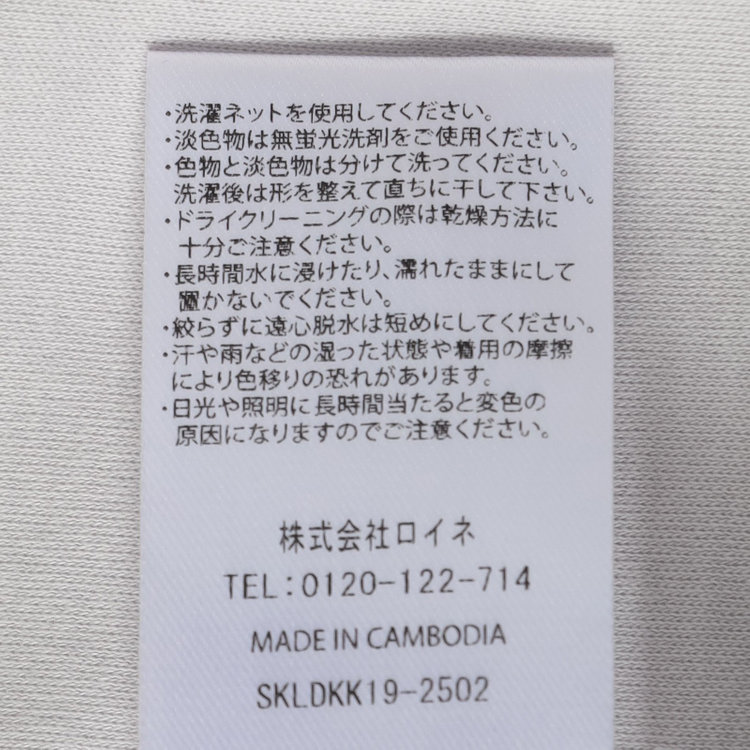 ・洗濯ネットを使用してください。
・淡色物は無蛍光洗剤をご使用ください。
・色物と淡色物は分けて洗ってください。
洗濯後は形を整えて直ちに干して下さい。
・ドライクリーニングの際は乾燥方法に
十分ご注意ください。
・長時間水に浸けたり、濡れたままにして
置かないでください。
・絞らずに遠心脱水は短めにしてください。
・汗や雨などの湿った状態や着用の摩擦
により色移りの恐れがあります。
・日光や照明に長時間当たると変色の
原因になりますのでご注意ください。
株式会社ロイネ
TEL:0120-122-714
MADE IN CAMBODIA
SKLDKK19-2502